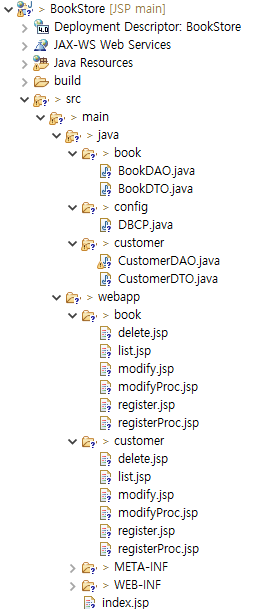 BookStore [JSP main]
Deployment Descriptor: BookStore
JAX-WS Web Services
Java Resources
build
src
main
java
book
BookDAO.java
BookDTO.java
config
DBCP.java
customer
CustomerDAO.java
CustomerDTO.java
webapp
book
delete.jsp
list.jsp
modify.jsp
modifyProc.jsp
register.jsp
registerProc.jsp
customer
delete.jsp
list.jsp
modify.jsp
modifyProc.jsp
register.jsp
registerProc.jsp
META-INF
WEB-INF
index.jsp